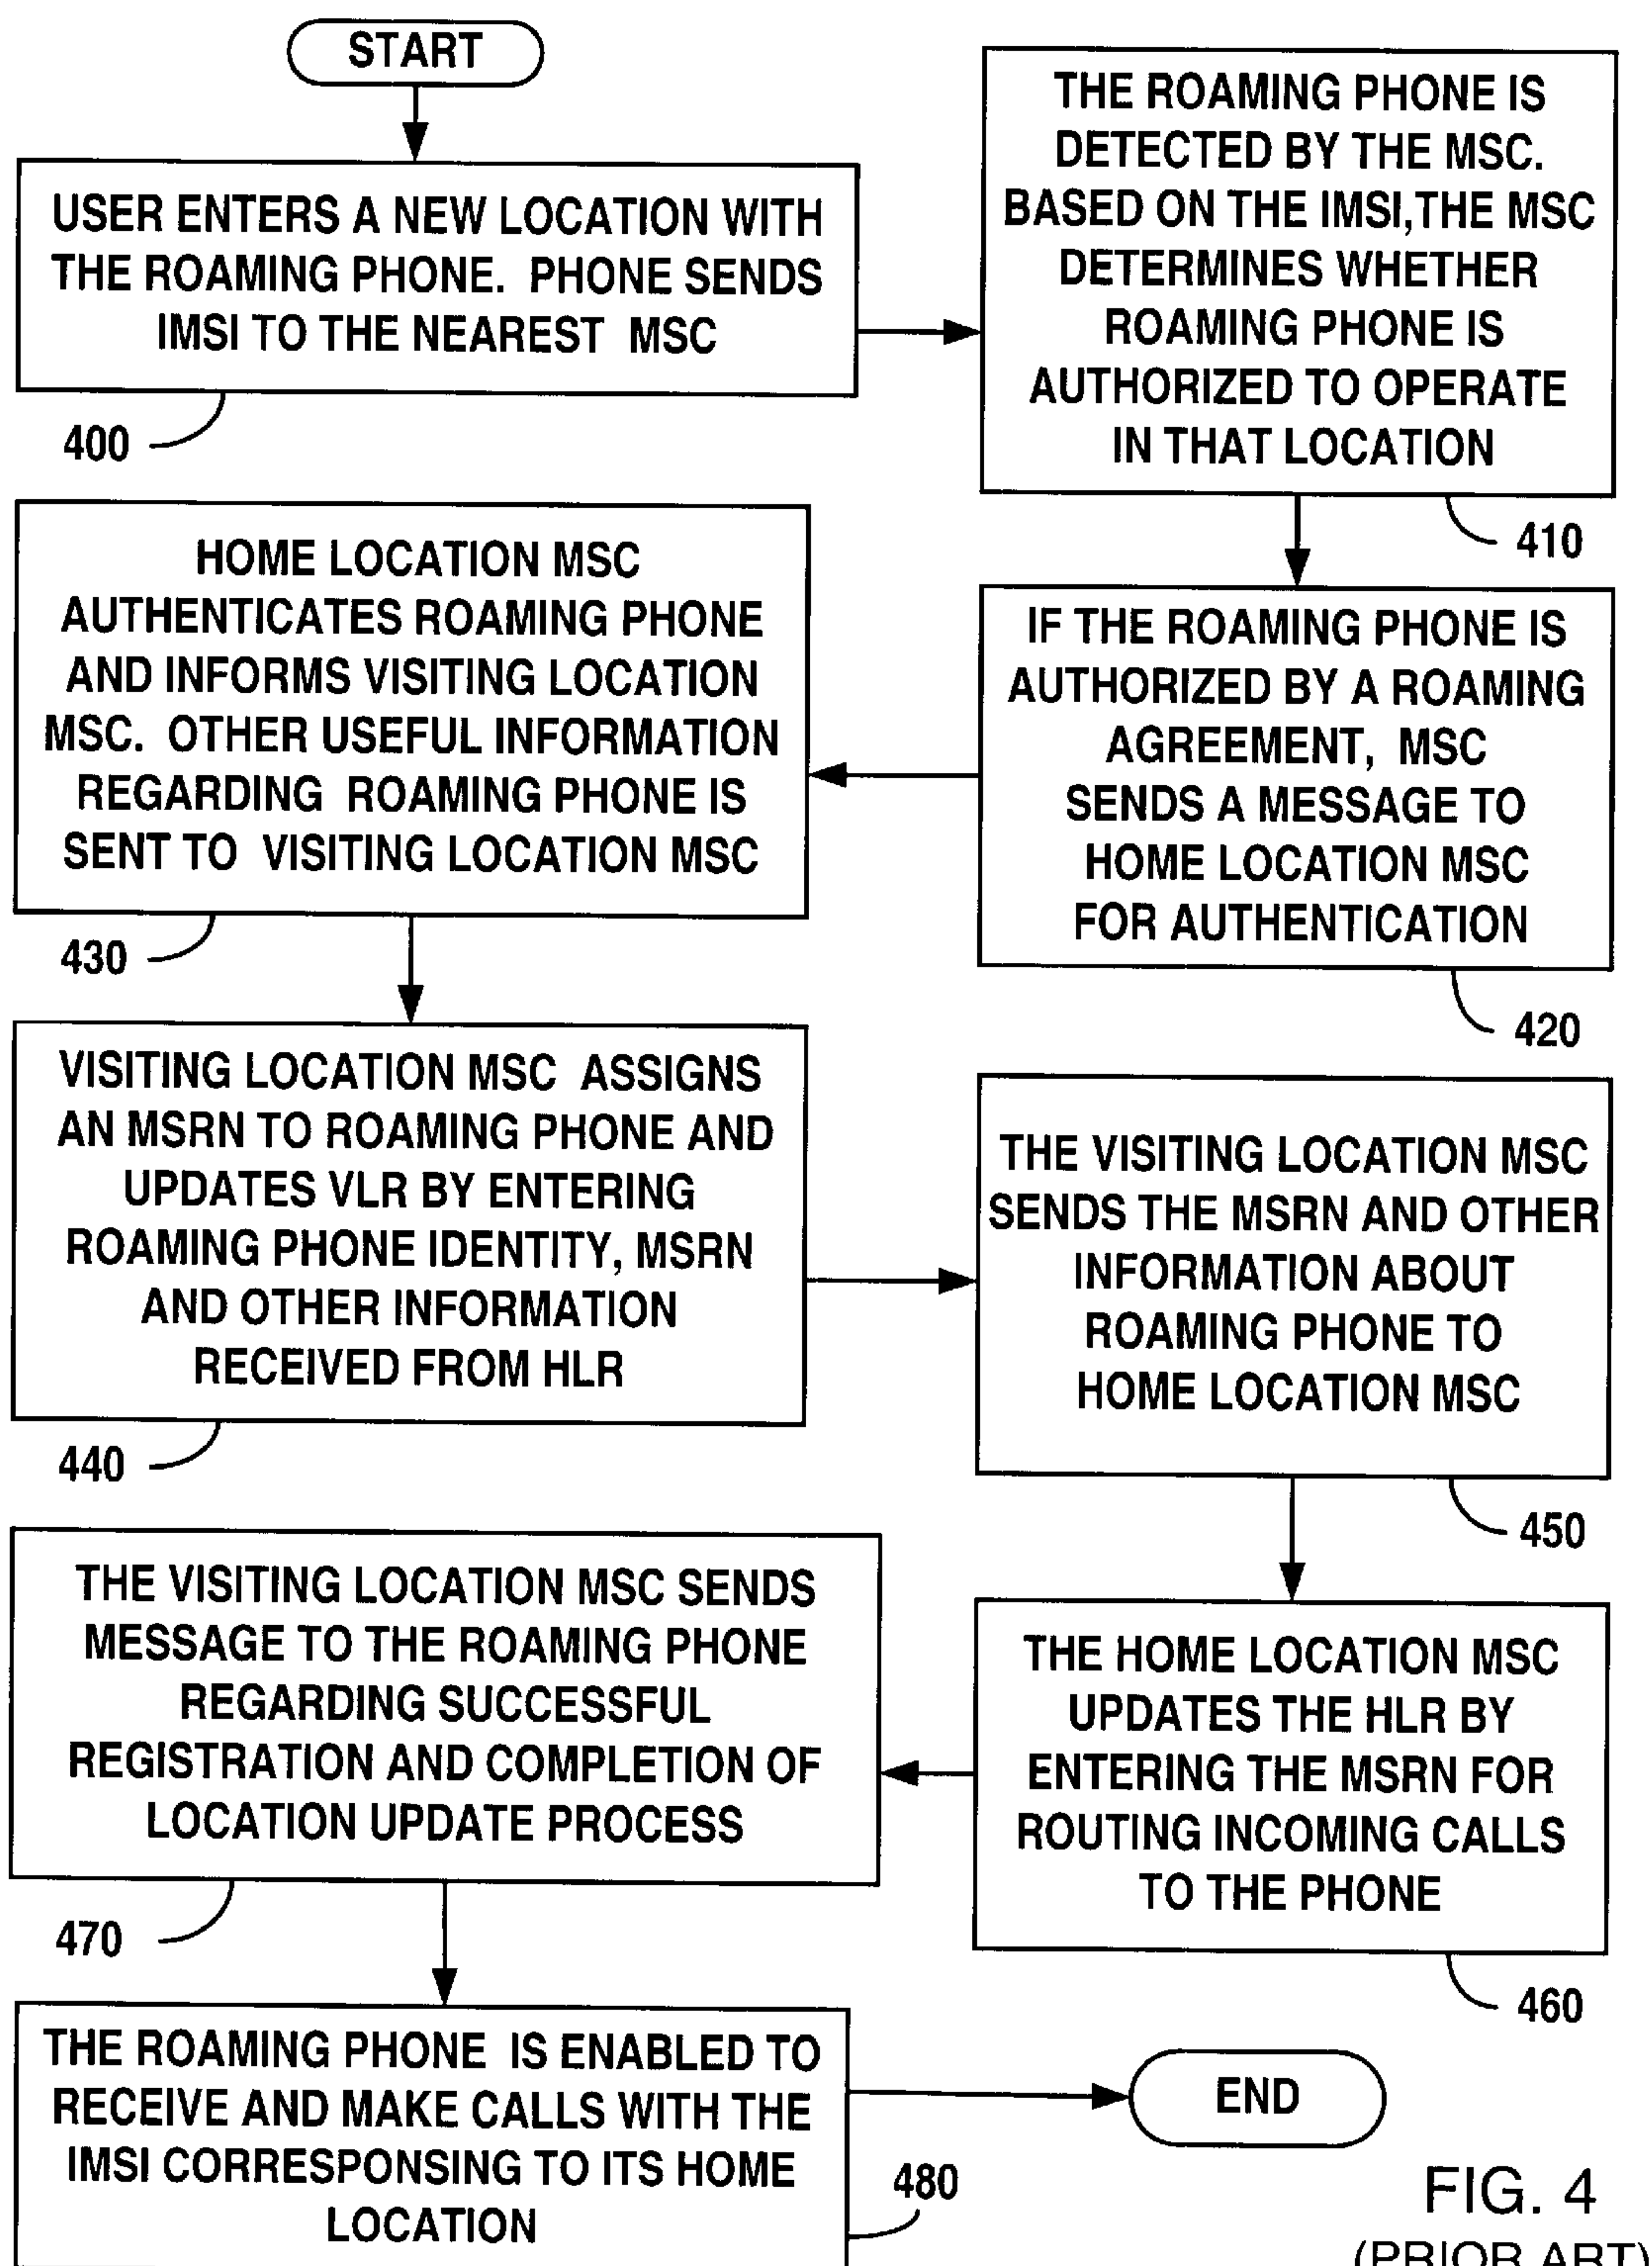 START
USER ENTERS A NEW LOCATION WITH
THE ROAMING PHONE. PHONE SENDS
IMSI TO THE NEAREST MSC
400
THE ROAMING PHONE IS
DETECTED BY THE MSC.
BASED ON THE IMSI,THE MSC
DETERMINES WHETHER
ROAMING PHONE IS
AUTHORIZED TO OPERATE
IN THAT LOCATION
410
IF THE ROAMING PHONE IS
AUTHORIZED BY A ROAMING
AGREEMENT, MSC
SENDS A MESSAGE TO
HOME LOCATION MSC
FOR AUTHENTICATION
420
HOME LOCATION MSC
AUTHENTICATES ROAMING PHONE
AND INFORMS VISITING LOCATION
MSC. OTHER USEFUL INFORMATION
REGARDING ROAMING PHONE IS
SENT TO VISITING LOCATION MSC
430
VISITING LOCATION MSC ASSIGNS
AN MSRN TO ROAMING PHONE AND
UPDATES VLR BY ENTERING
ROAMING PHONE IDENTITY, MSRN
AND OTHER INFORMATION
RECEIVED FROM HLR
440
THE VISITING LOCATION MSC
SENDS THE MSRN AND OTHER
INFORMATION ABOUT
ROAMING PHONE TO
HOME LOCATION MSC
450
THE HOME LOCATION MSC
UPDATES THE HLR BY
ENTERING THE MSRN FOR
ROUTING INCOMING CALLS
TO THE PHONE
460
THE VISITING LOCATION MSC SENDS
MESSAGE TO THE ROAMING PHONE
REGARDING SUCCESSFUL
REGISTRATION AND COMPLETION OF
LOCATION UPDATE PROCESS
470
THE ROAMING PHONE IS ENABLED TO
RECEIVE AND MAKE CALLS WITH THE
IMSI CORRESPONSING TO ITS HOME
LOCATION
480
END
FIG. 4
(PRIOR ART)